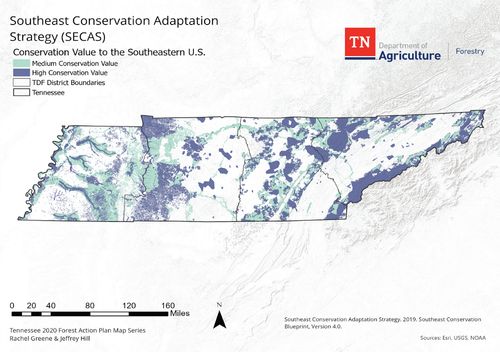 Southeast Conservation Adaptation
Strategy (SECAS)
Conservation Value to the Southeastern U.S.
Medium Conservation Value
High Conservation Value
TDF District Boundaries
Tennessee
TN
Department of
Agriculture
Forestry
0 20 40 80 120 160
Miles
N
Tennessee 2020 Forest Action Plan Map Series
Rachel Greene & Jeffrey Hill
Southeast Conservation Adaptation Strategy. 2019. Southeast Conservation
Blueprint, Version 4.0.
Sources: Esri, USGS, NOAA